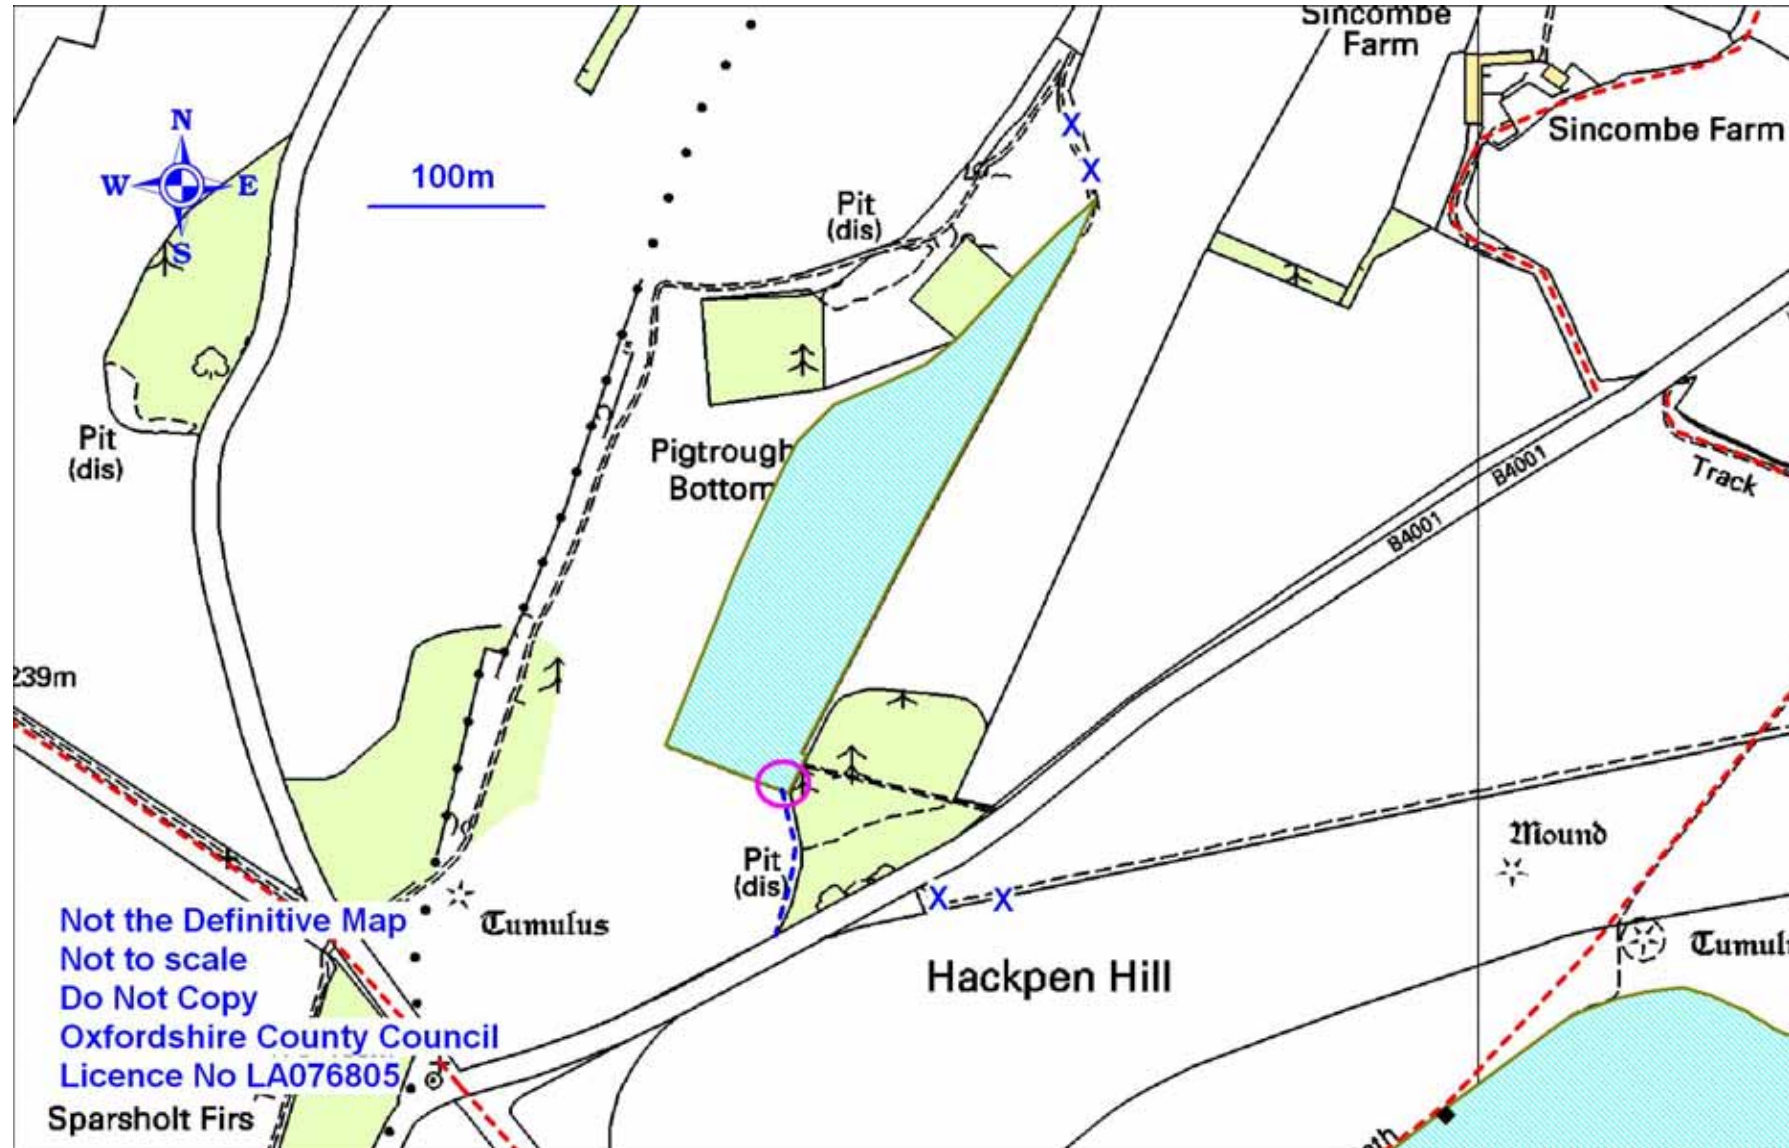 Sincombe
Farm
N
W
E
S
100m
Sincombe Farm
Pit
(dis)
Pit
(dis)
Pigtrough
Bottom
B4001
B4001
Track
239m
X
X
Mound
Pit
(dis)
X
X
Tumulus
Tumul
Hackpen Hill
Not the Definitive Map
Not to scale
Do Not Copy
Oxfordshire County Council
Licence No LA076805
Sparsholt Firs